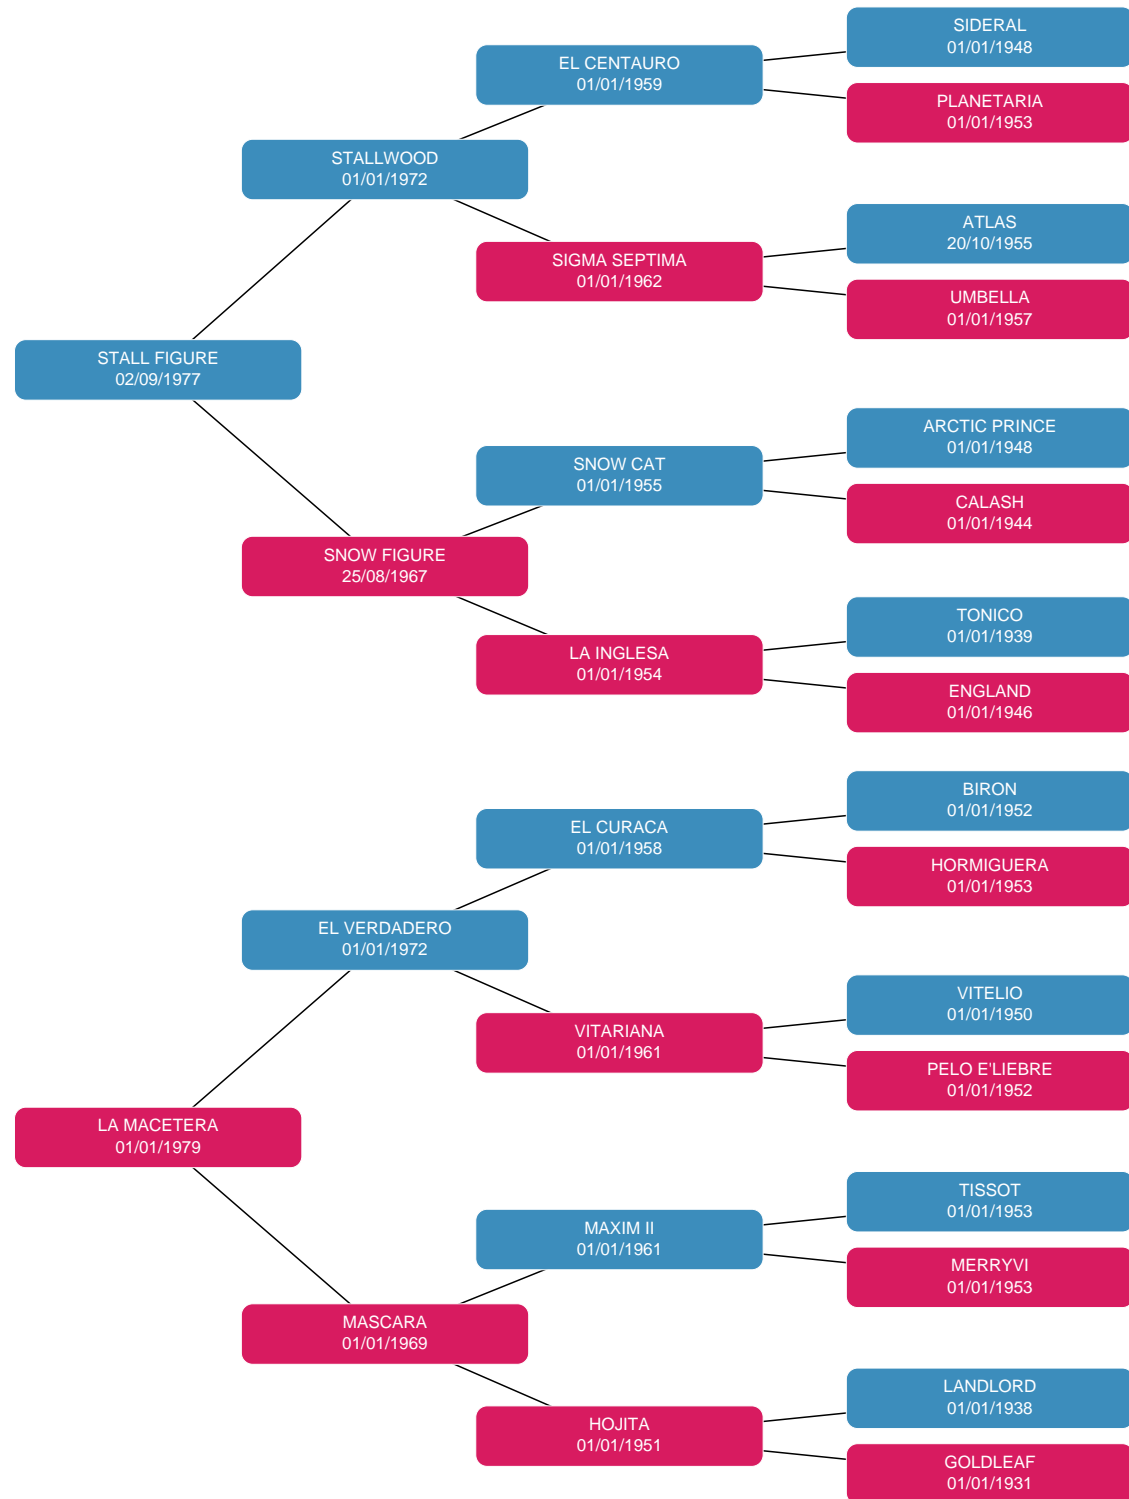 SIDERAL
01/01/1948
EL CENTAURO
01/01/1959
PLANETARIA
01/01/1953
STALLWOOD
01/01/1972
ATLAS
20/10/1955
SIGMA SEPTIMA
01/01/1962
UMBELLA
01/01/1957
STALL FIGURE
02/09/1977
ARCTIC PRINCE
01/01/1948
SNOW CAT
01/01/1955
CALASH
01/01/1944
SNOW FIGURE
25/08/1967
TONICO
01/01/1939
LA INGLESA
01/01/1954
ENGLAND
01/01/1946
BIRON
01/01/1952
EL CURACA
01/01/1958
HORMIGUERA
01/01/1953
EL VERDADERO
01/01/1972
VITELIO
01/01/1950
VITARIANA
01/01/1961
PELO E'LIEBRE
01/01/1952
LA MACETERA
01/01/1979
TISSOT
01/01/1953
MAXIM II
01/01/1961
MERRYVI
01/01/1953
MASCARA
01/01/1969
LANDLORD
01/01/1938
HOJITA
01/01/1951
GOLDLEAF
01/01/1931